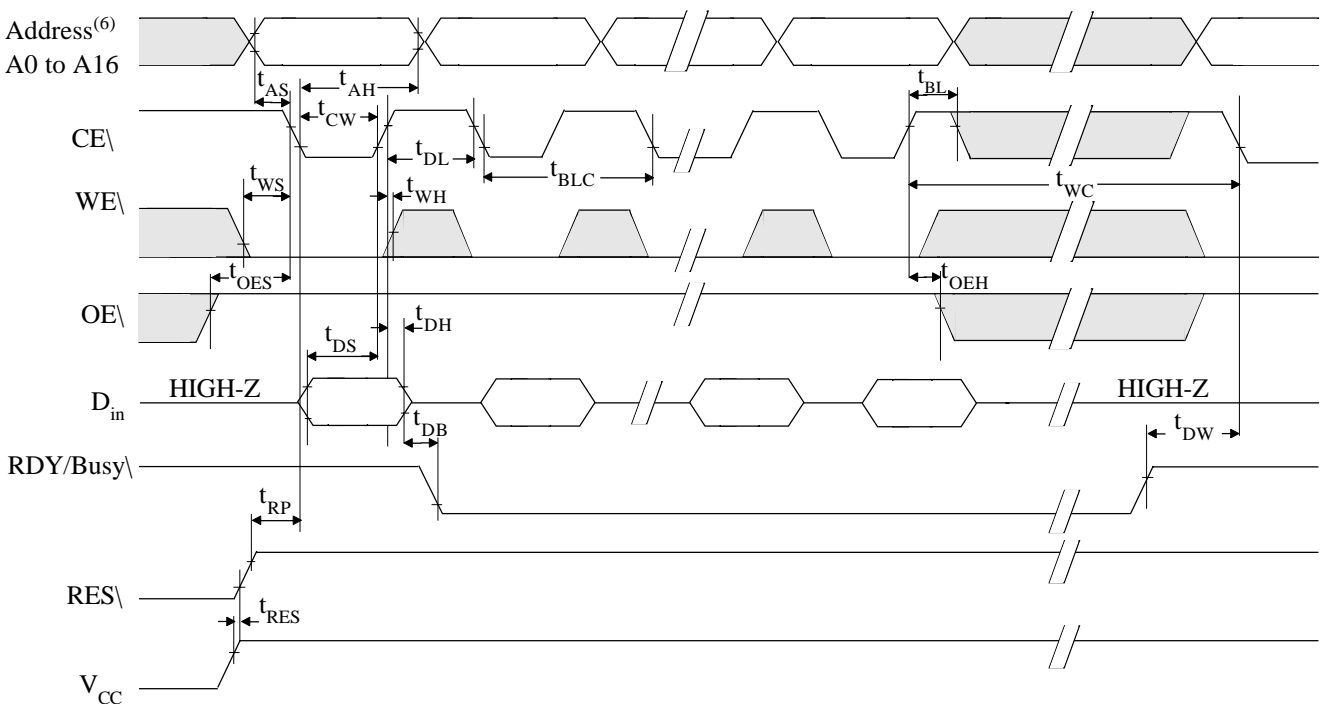 Address(6)
A0 to A16
tAS
tAH
tBL
CE\
tCW
tDL
tBLC
tWC
tWS
WE\
tWH
tOES
tOEH
OE\
tDH
tDS
HIGH-Z
HIGH-Z
Din
tDB
tDW
RDY/Busy\
tRP
RES\
tRES
VCC